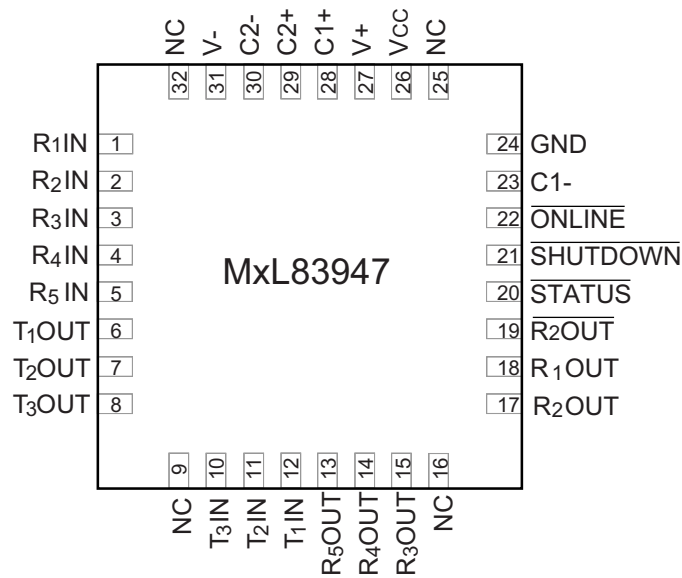 NC
V-
C2-
C2+
C1+
V+
VCC
NC
32
31
30
29
28
27
26
25
R1IN 1
R2IN 2
R3IN 3
R4IN 4
R5IN 5
T1OUT 6
T2OUT 7
T3OUT 8
MxL83947
24 GND
23 C1-
22 ONLINE
21 SHUTDOWN
20 STATUS
19 R2OUT
18 R1OUT
17 R2OUT
9
10
11
12
13
14
15
16
NC
T3IN
T2IN
T1IN
R5OUT
R4OUT
R3OUT
NC